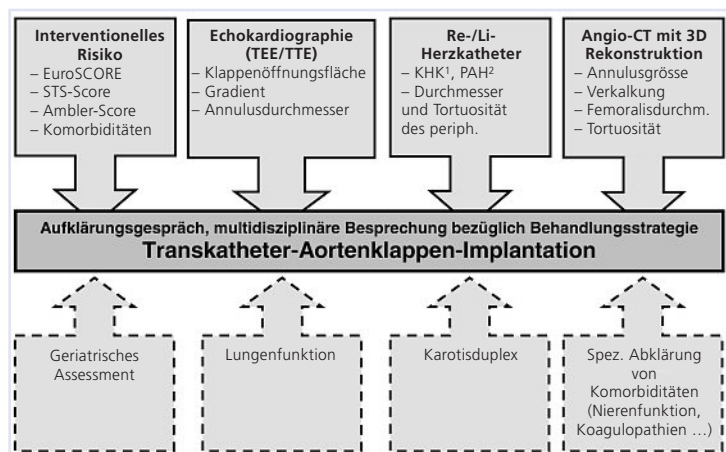 Interventionelles
Risiko
– EuroSCORE
– STS-Score
– Ambler-Score
– Komorbiditäten
Echokardiographie
(TEE/TTE)
– Klappenöffnungsfläche
– Gradient
– Annulusdurchmesser
Re-/Li-
Herzkatheter
– KHK¹, PAH²
– Durchmesser
und Tortuosität
des periph.
Angio-CT mit 3D
Rekonstruktion
– Annulusgrösse
– Verkalkung
– Femoralisdurchm.
– Tortuosität
Aufklärungsgespräch, multidisziplinäre Besprechung bezüglich Behandlungsstrategie
Transkatheter-Aortenklappen-Implantation
Geriatrisches
Assessment
Lungenfunktion
Karotisduplex
Spez. Abklärung
von
Komorbiditäten
(Nierenfunktion,
Koagulopathien ...)